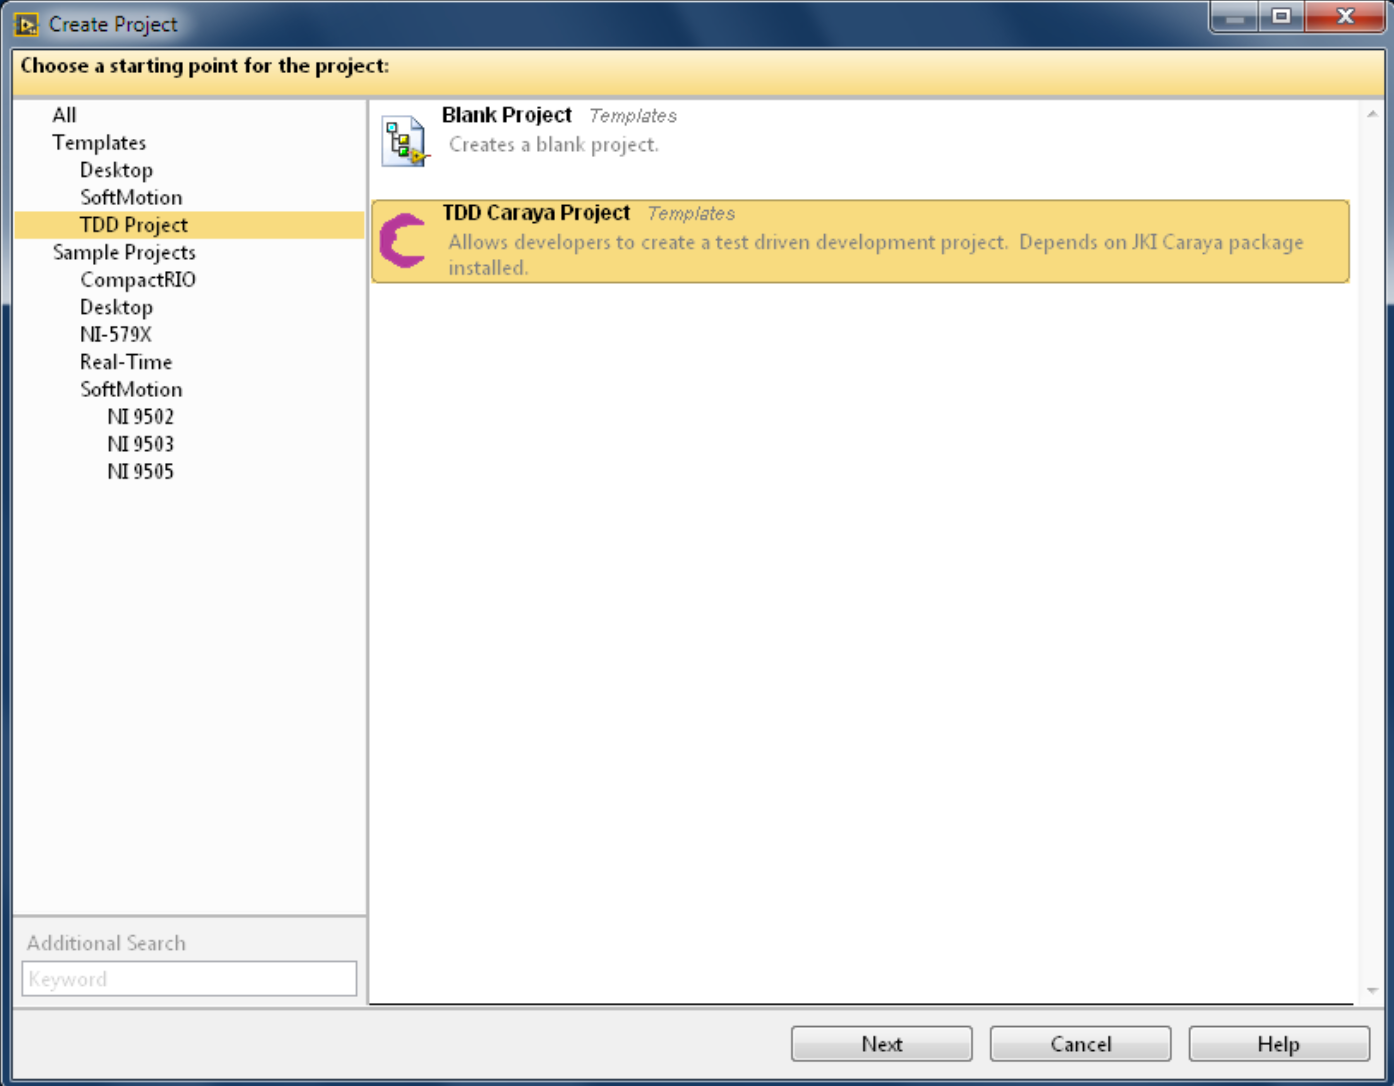 Create Project
Choose a starting point for the project:
All
Templates
Desktop
SoftMotion
TDD Project
Sample Projects
CompactRIO
Desktop
NI-579X
Real-Time
SoftMotion
NI 9502
NI 9503
NI 9505
Additional Search
Keyword
Blank Project Templates
Creates a blank project.
TDD Caraya Project Templates
Allows developers to create a test driven development project. Depends on JKI Caraya package
installed.
Next Cancel Help